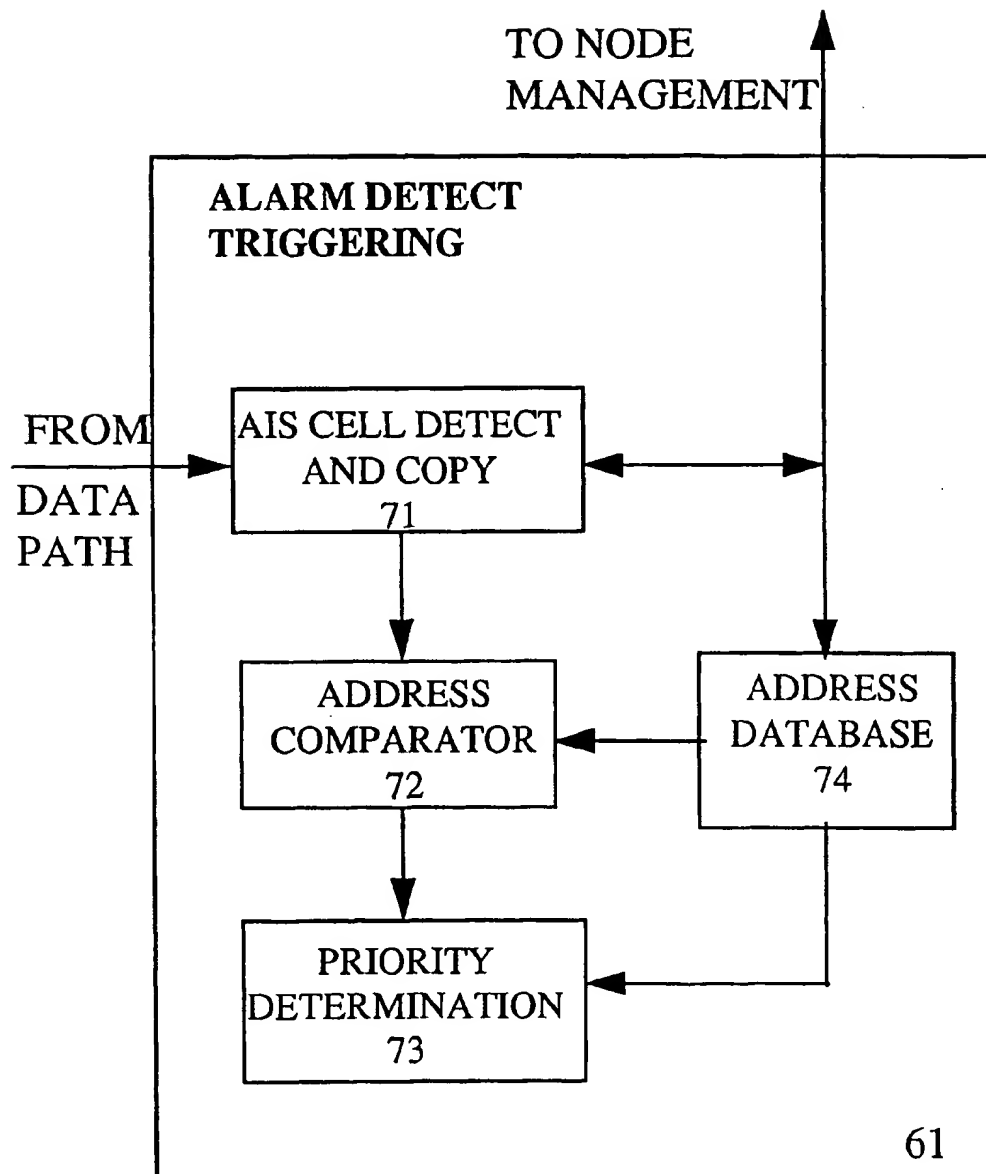 TO NODE
MANAGEMENT
ALARM DETECT
TRIGGERING
FROM
DATA
PATH
AIS CELL DETECT
AND COPY
71
ADDRESS
COMPARATOR
72
ADDRESS
DATABASE
74
PRIORITY
DETERMINATION
73
61